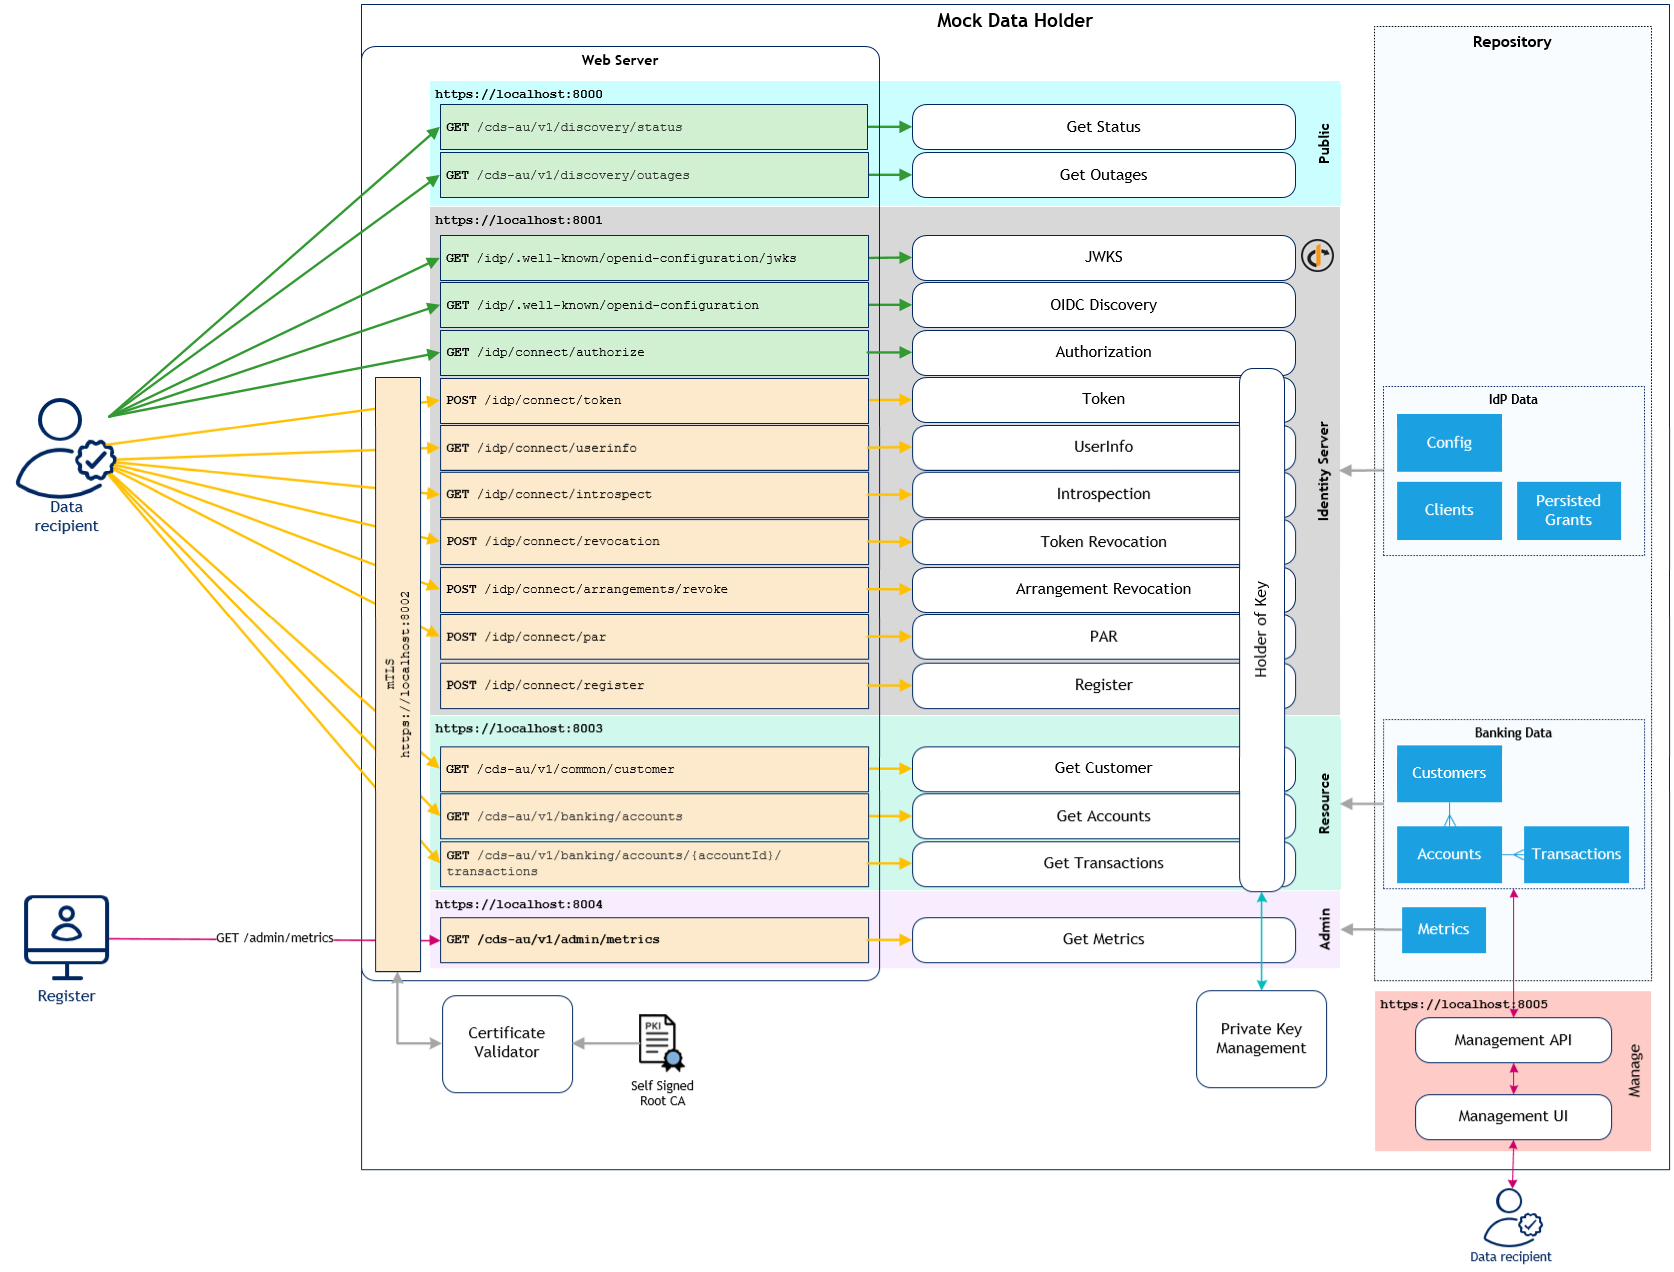 Mock Data Holder
Web Server
Repository
https://localhost:8000
GET /cds-au/v1/discovery/status
Get Status
GET /cds-au/v1/discovery/outages
Get Outages
Public
https://localhost:8001
GET /idp/.well-known/openid-configuration/jwks
JWKS
GET /idp/.well-known/openid-configuration
OIDC Discovery
GET /idp/connect/authorize
Authorization
POST /idp/connect/token
Token
GET /idp/connect/userinfo
UserInfo
GET /idp/connect/introspect
Introspection
POST /idp/connect/revocation
Token Revocation
POST /idp/connect/arrangements/revoke
Arrangement Revocation
POST /idp/connect/par
PAR
POST /idp/connect/register
Register
Identity Server
Holder of Key
mTLS
https://localhost:8002
Data
recipient
IdP Data
Config
Clients
Persisted
Grants
https://localhost:8003
GET /cds-au/v1/common/customer
Get Customer
GET /cds-au/v1/banking/accounts
Get Accounts
GET /cds-au/v1/banking/accounts/{accountId}/
transactions
Get Transactions
Resource
Banking Data
Customers
Accounts
Transactions
https://localhost:8004
GET /cds-au/v1/admin/metrics
Get Metrics
Admin
Metrics
GET /admin/metrics
Register
Certificate
Validator
PKI
Self Signed
Root CA
Private Key
Management
https://localhost:8005
Management API
Management UI
Manage
Data recipient